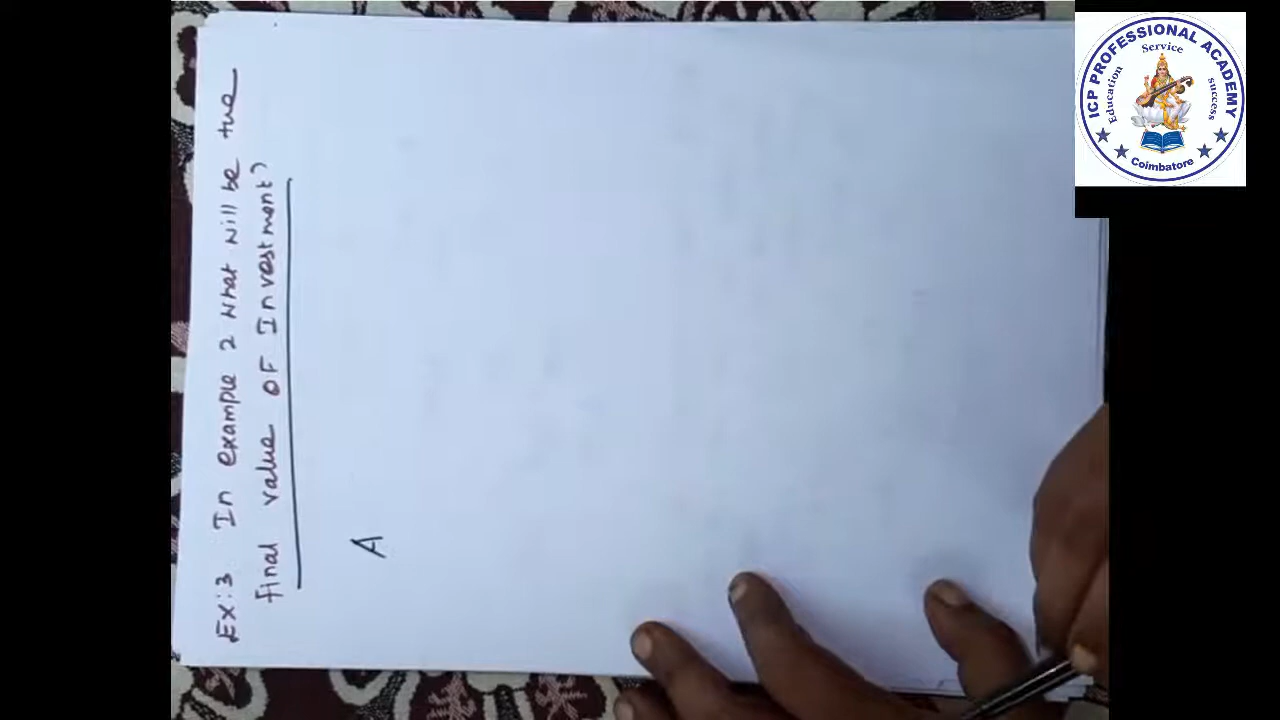 Ex:3 In example 2 What will be the
final value OF Investment?
A
ICP PROFESSIONAL ACADEMY
Service
Education
success
Coimbatore